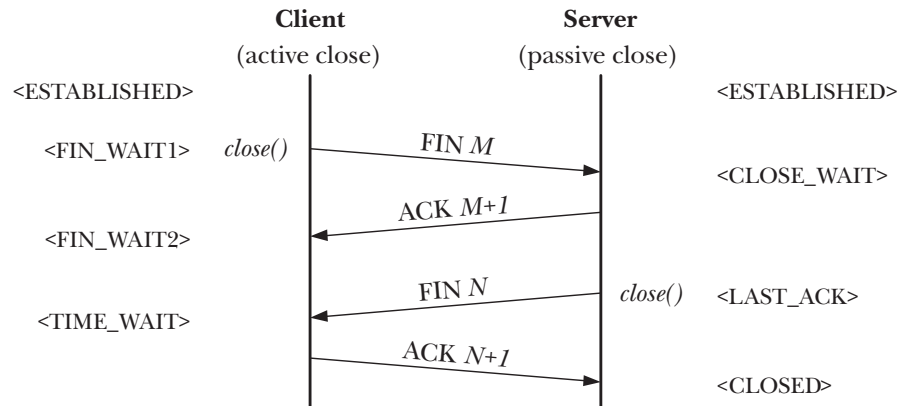 Client Server
(active close) (passive close)
<ESTABLISHED> <ESTABLISHED>
<FIN_WAIT1> close() FIN M
<CLOSE_WAIT>
ACK M+1
<FIN_WAIT2>
FIN N close() <LAST_ACK>
<TIME_WAIT>
ACK N+1
<CLOSED>